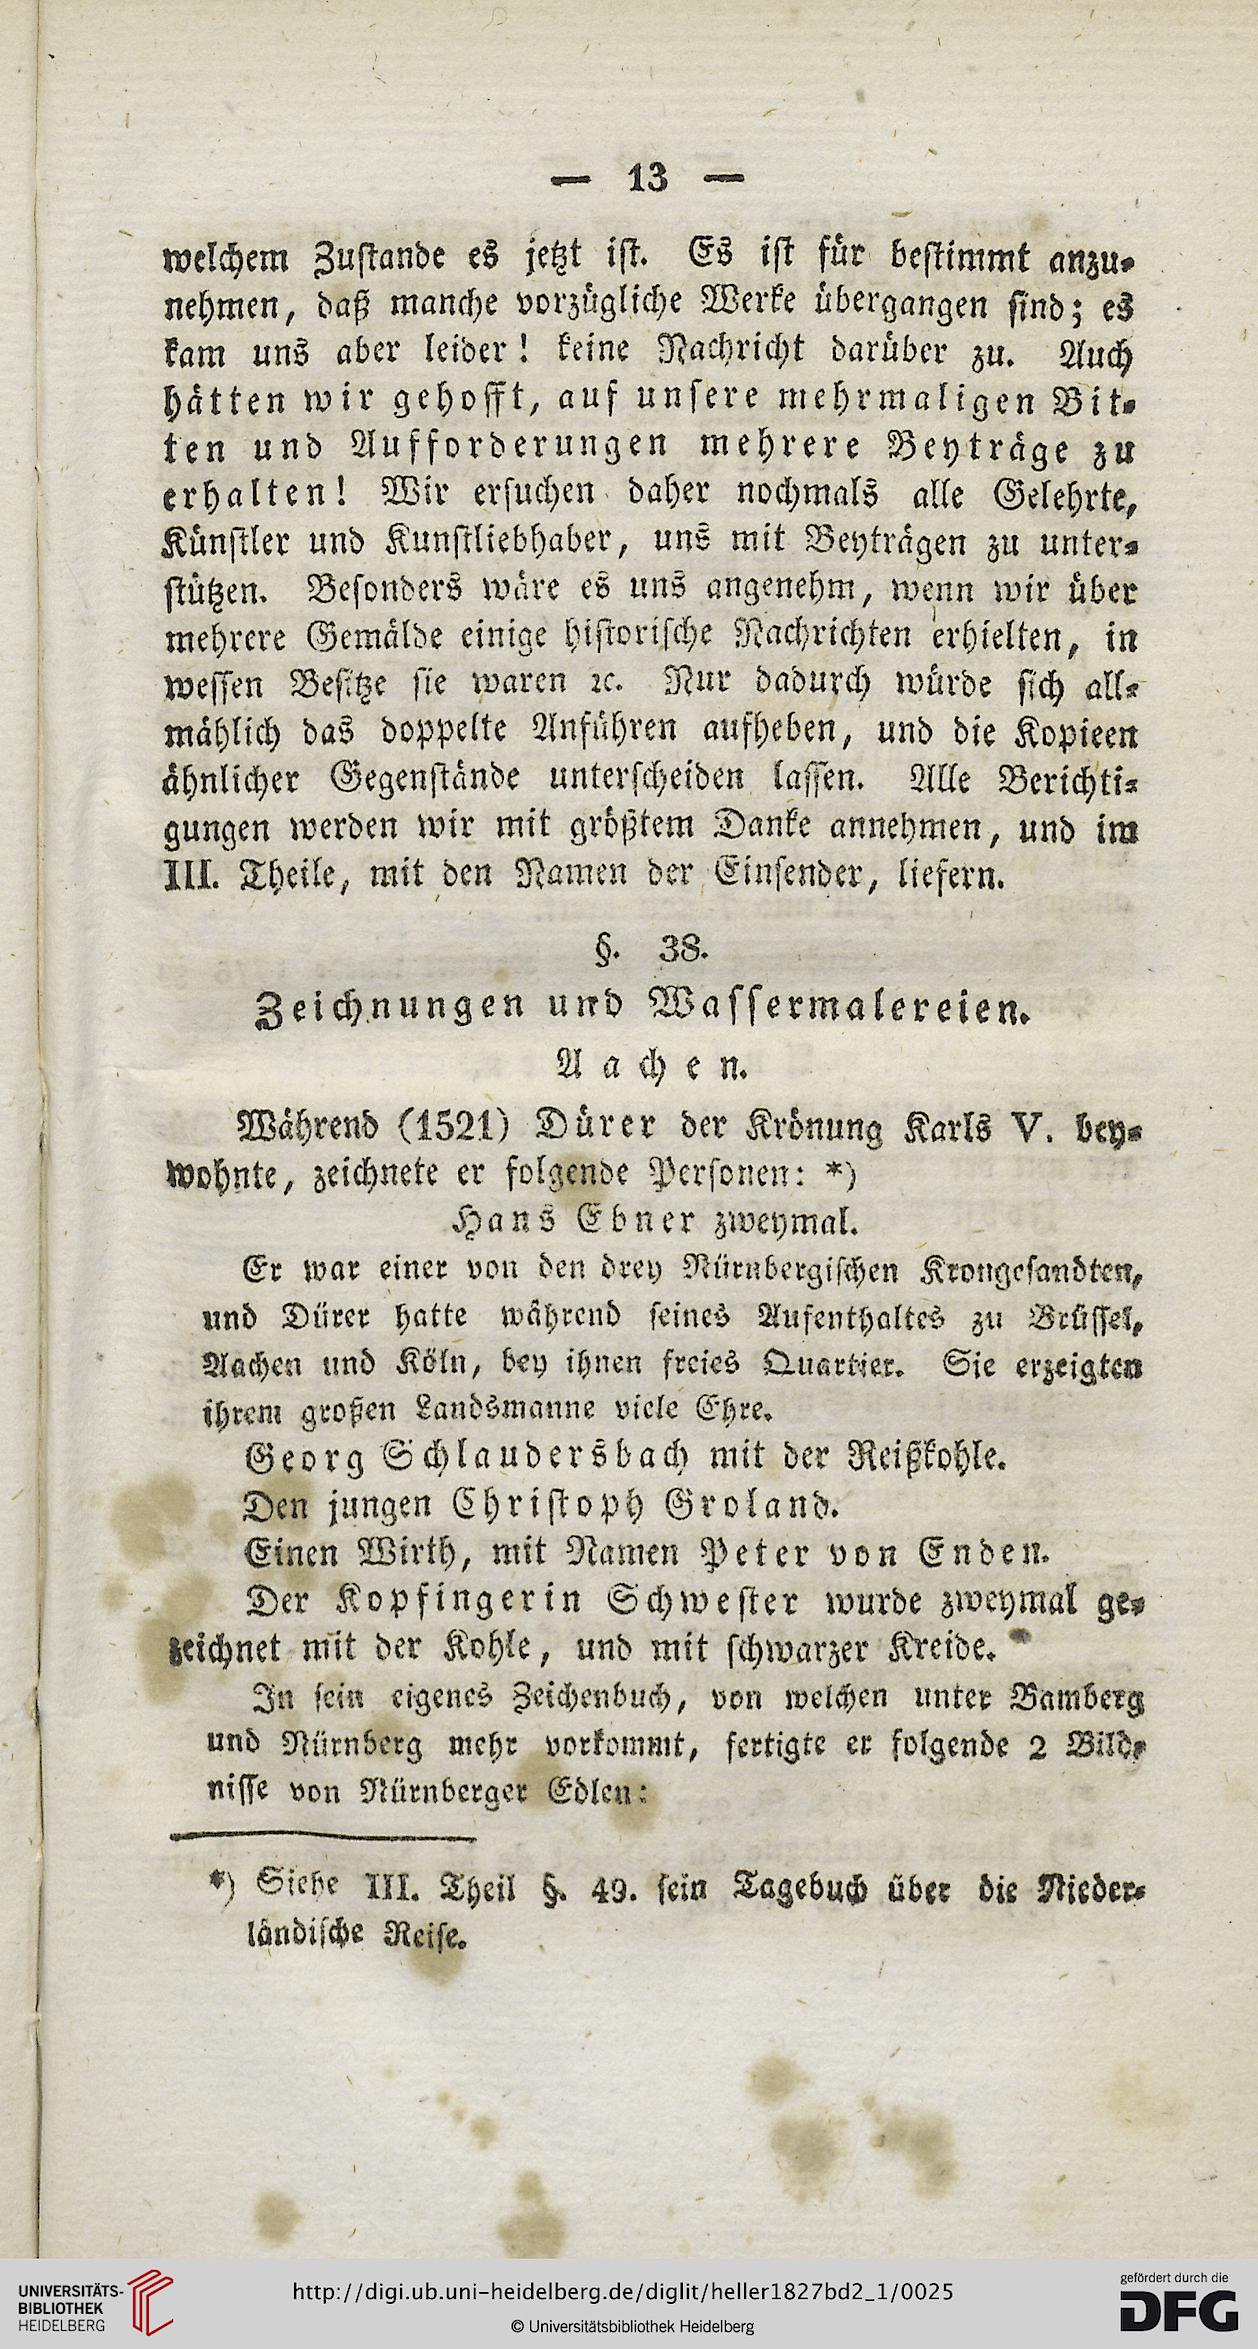 — 13 —
welchem Zustande es jetzt ist. Es ist für bestimmt anzu-
nehmen, daß manche vorzügliche Werke übergangen sind; es
kam uns aber leider! keine Nachricht darüber zu. Auch
hätten wir gehofft, auf unsere mehrmaligen Bit-
ten und Aufforderungen mehrere Beyträge zu
erhalten! Wir ersuchen daher nochmals alle Gelehrte,
Künstler und Kunstliebhaber, uns mit Beyträgen zu unter-
stützen. Besonders wäre es uns angenehm, wenn wir über
mehrere Gemälde einige historische Nachrichten erhielten, in
wessen Besitze sie waren ꝛc. Nur dadurch würde sich all-
mählich das doppelte Anführen aufheben, und die Kopieen
ähnlicher Gegenstände unterscheiden lassen. Alle Berichti-
gungen werden wir mit größtem Danke annehmen, und im
III. Theile, mit den Namen der Einsender, liefern.
§. 38.
Zeichnungen und Wassermalereien.
Aachen.
Während (1521) Dürer der Krönung Karls V. bey-
wohnte, zeichnete er folgende Personen: *)
Hans Ebner zweymal.
Er war einer von den drey Nürnbergischen Krongesandten,
und Dürer hatte während seines Aufenthaltes zu Brüssel,
Aachen und Köln, bey ihnen freies Quartier. Sie erzeigten
ihrem großen Landsmanne viele Ehre.
Georg Schlaudersbach mit der Reißkohle.
Den jungen Christoph Groland.
Einen Wirth, mit Namen Peter von Enden.
Der Kopfingerin Schwester wurde zweymal ge-
zeichnet mit der Kohle, und mit schwarzer Kreide.
In sein eigenes Zeichenbuch, von welchen unter Bamberg
und Nürnberg mehr vorkommt, fertigte er folgende 2 Bild-
nisse von Nürnberger Edlen:
*) Siehe III. Theil §. 49. sein Tagebuch über die Nieder-
ländische Reise.
UNIVERSITÄTS-
BIBLIOTHEK
HEIDELBERG
http://digi.ub.uni-heidelberg.de/diglit/heller1827bd2_1/0025
© Universitätsbibliothek Heidelberg
gefördert durch die
DFG